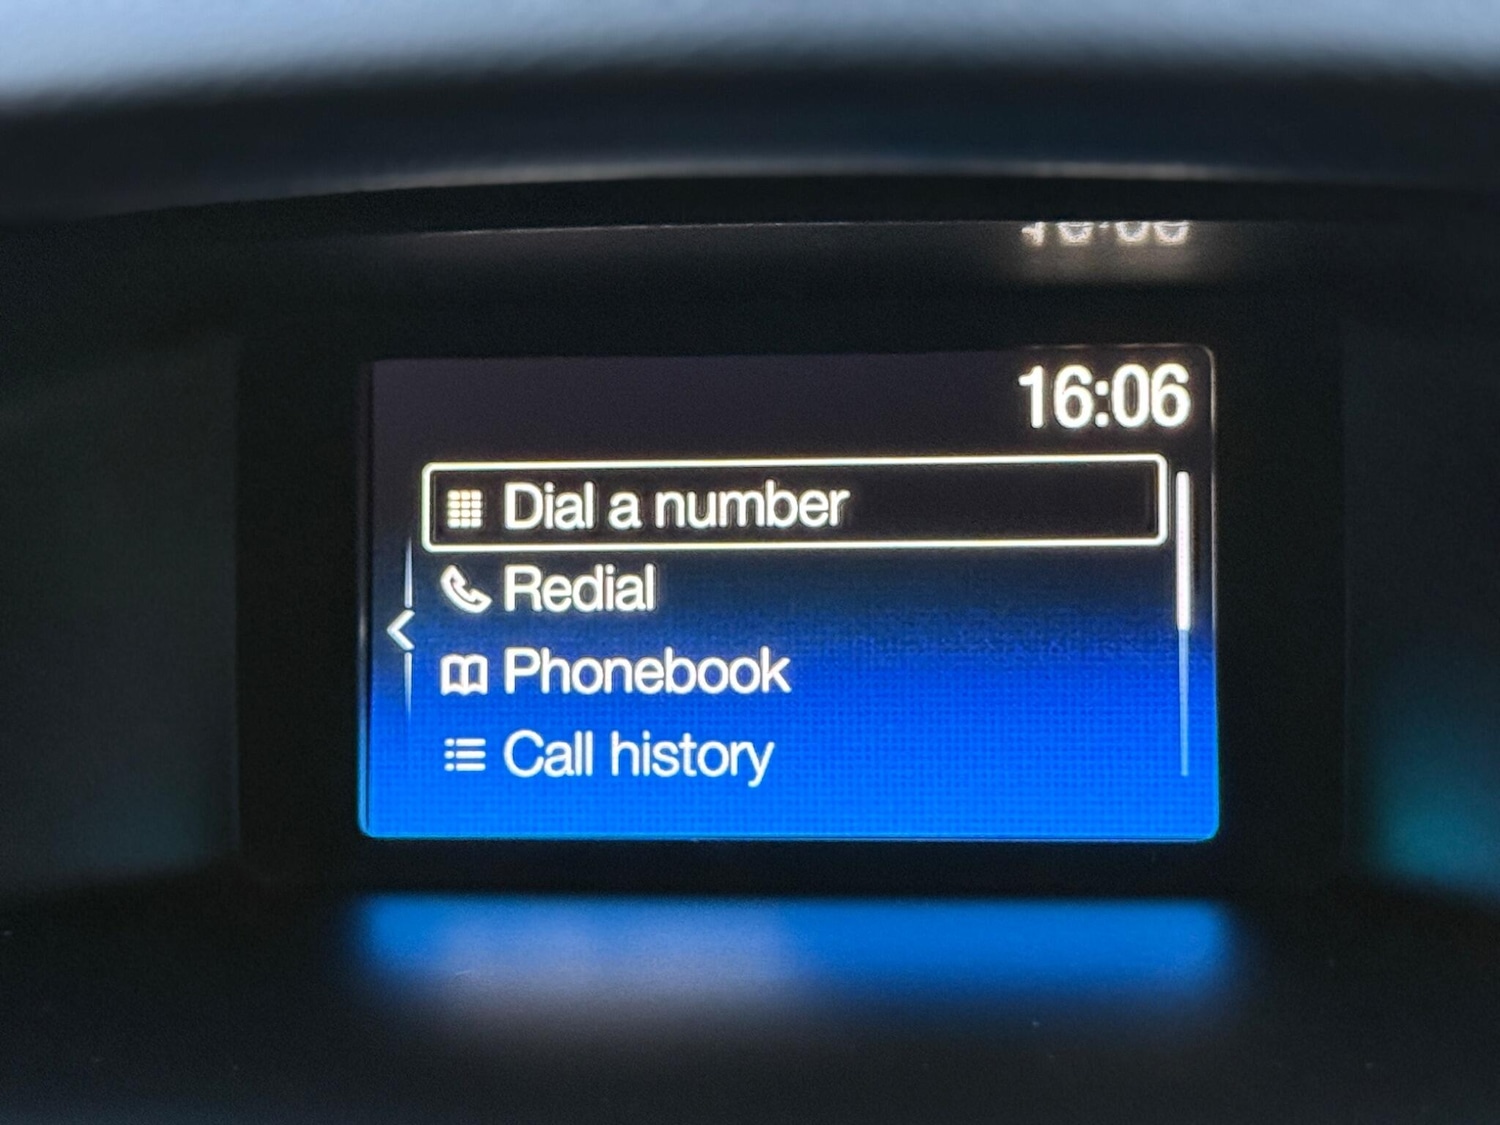 16:06
Dial a number
Redial
Phonebook
Call history